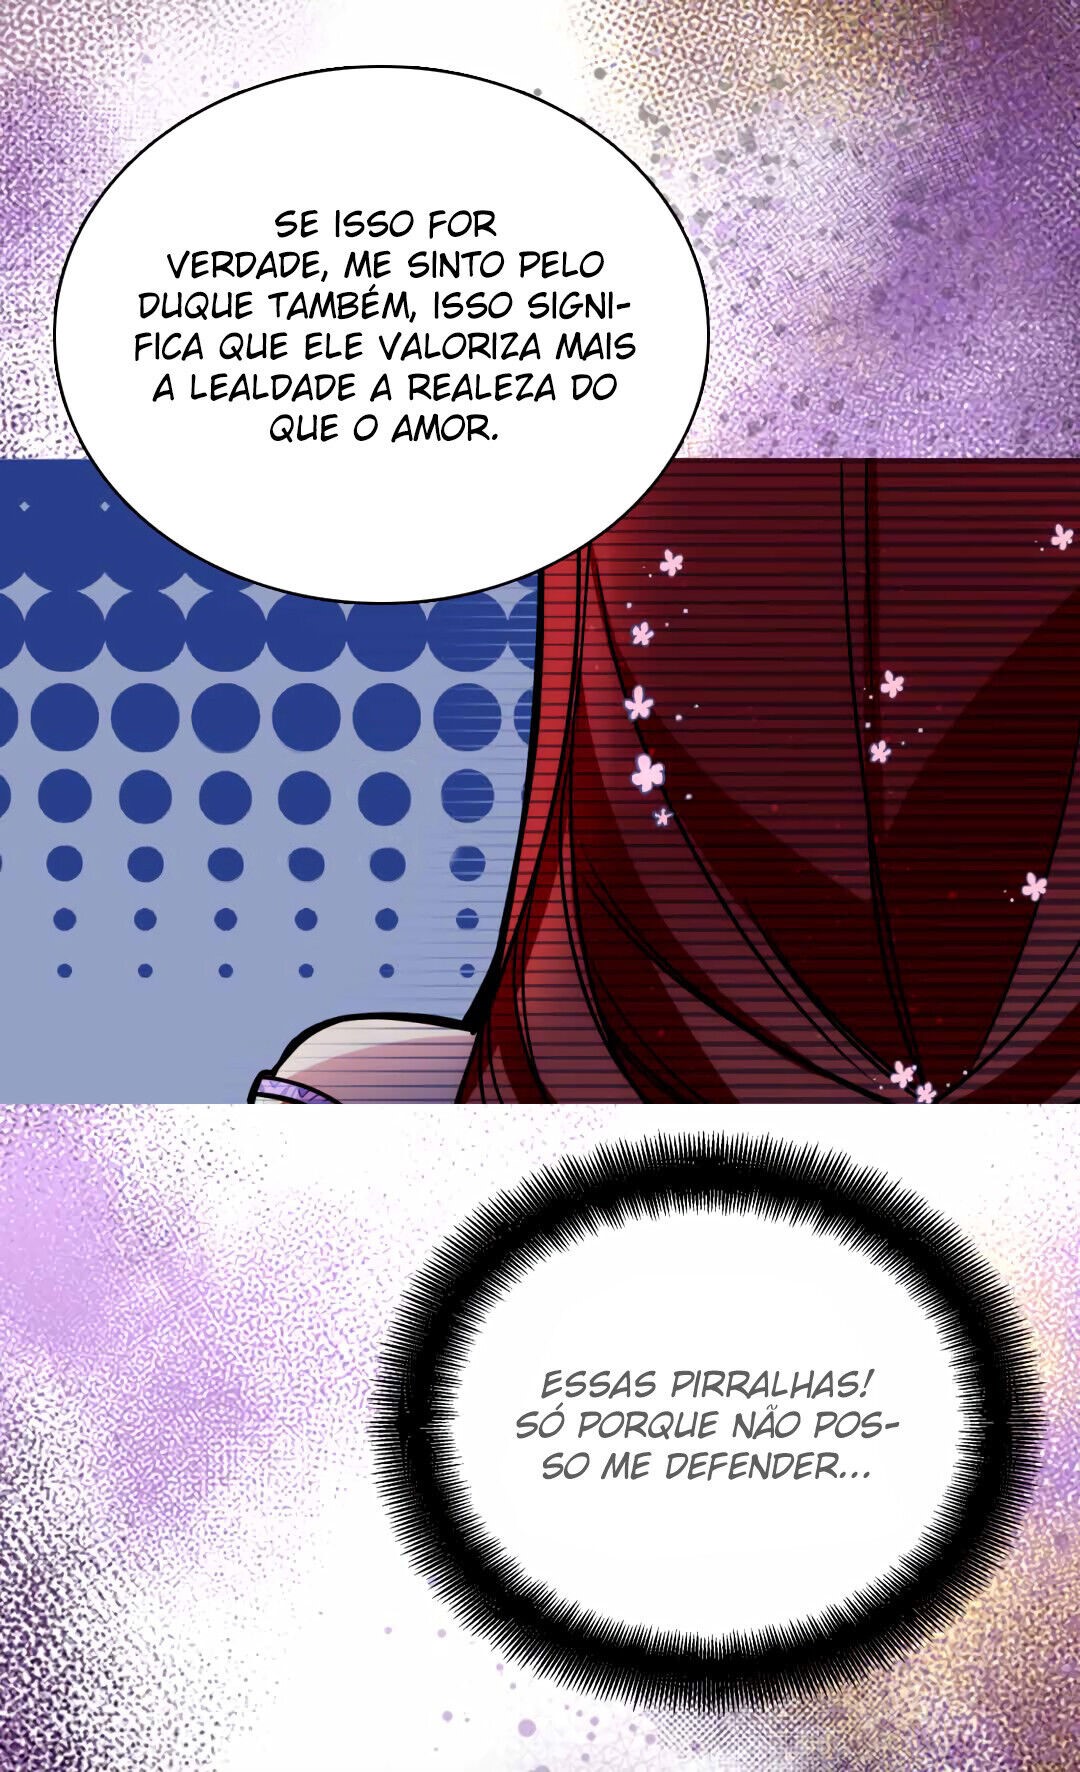 SE ISSO FOR
VERDADE, ME SINTO PELO
DUQUE TAMBÉM, ISSO SIGNI-
FICA QUE ELE VALORIZA MAIS
A LEALDADE A REALEZA DO
QUE O AMOR.
ESSAS PIRRALHAS!
SÓ PORQUE NÃO POS-
SO ME DEFENDER...